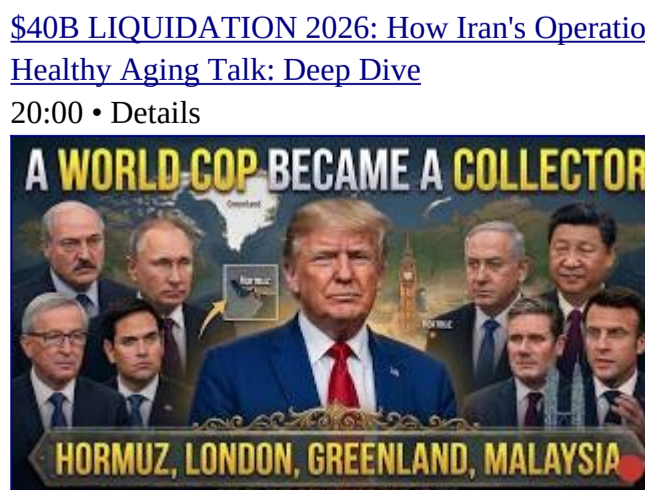 $40B LIQUIDATION 2026: How Iran's Operatio
Healthy Aging Talk: Deep Dive
20:00 • Details
A WORLD COP BECAME A COLLECTOR
Greenland
Hormuz
Hormuz
HORMUZ, LONDON, GREENLAND, MALAYSIA